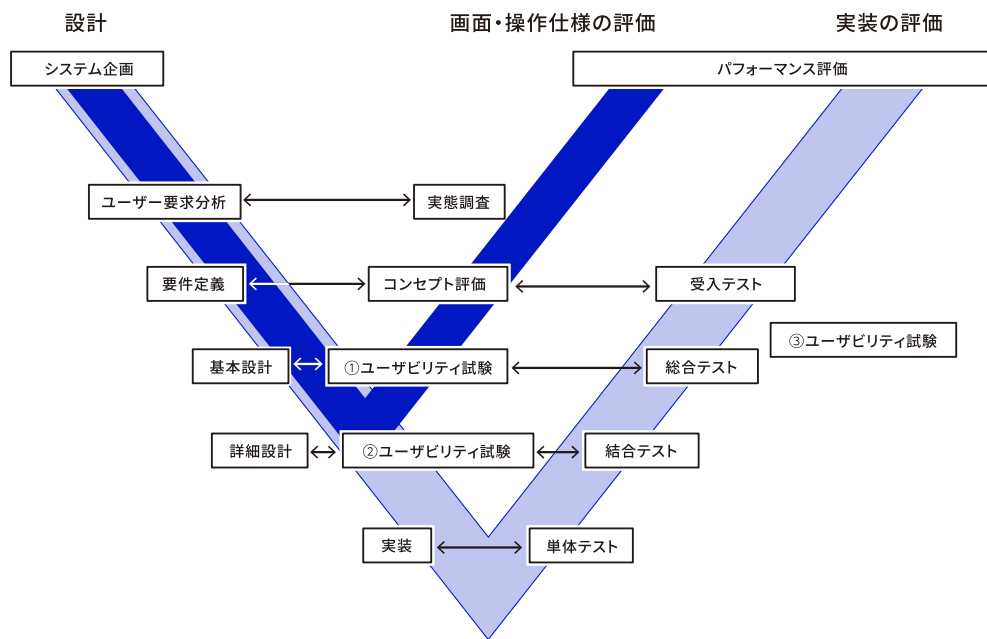 設計
画面・操作仕様の評価
実装の評価
システム企画
パフォーマンス評価
ユーザー要求分析
実態調査
要件定義
コンセプト評価
受入テスト
③ユーザビリティ試験
基本設計
①ユーザビリティ試験
総合テスト
詳細設計
②ユーザビリティ試験
結合テスト
実装
単体テスト